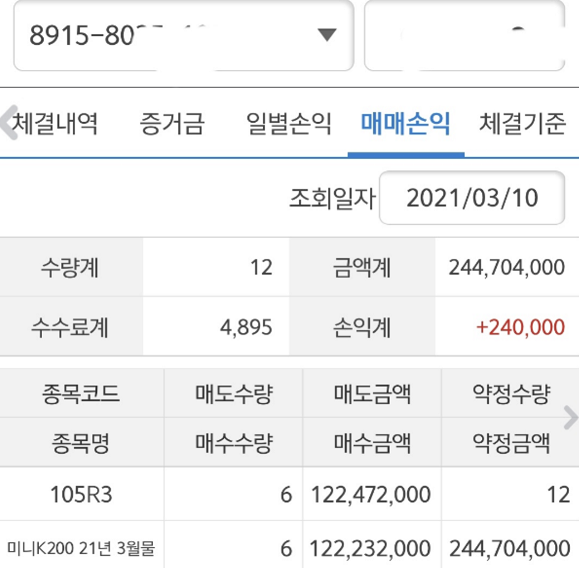 8915-80
체결내역 증거금 일별손익 매매손익 체결기준
조회일자 2021/03/10
수량계 12 금액계 244,704,000
수수료계 4,895 손익계 +240,000
종목코드 매도수량 매도금액 약정수량
종목명 매수수량 매수금액 약정금액
105R3 6 122,472,000 12
미니K200 21년 3월물 6 122,232,000 244,704,000